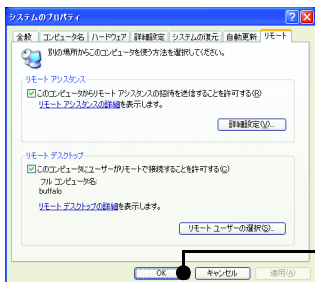 システムのプロパティ
全般 コンピュータ名 ハードウェア 詳細設定 システムの復元 自動更新 リモート
別の場所からこのコンピュータを使う方法を選択してください。
リモート アシスタンス
このコンピュータからリモート アシスタンスの招待を送信することを許可する(R)
リモート アシスタンスの詳細を表示します。
詳細設定(V)...
リモート デスクトップ
このコンピュータにユーザーがリモートで接続することを許可する(C)
フル コンピュータ名:
buffalo
リモート デスクトップの詳細を表示します。
リモート ユーザーの選択(S)...
OK キャンセル 適用(A)